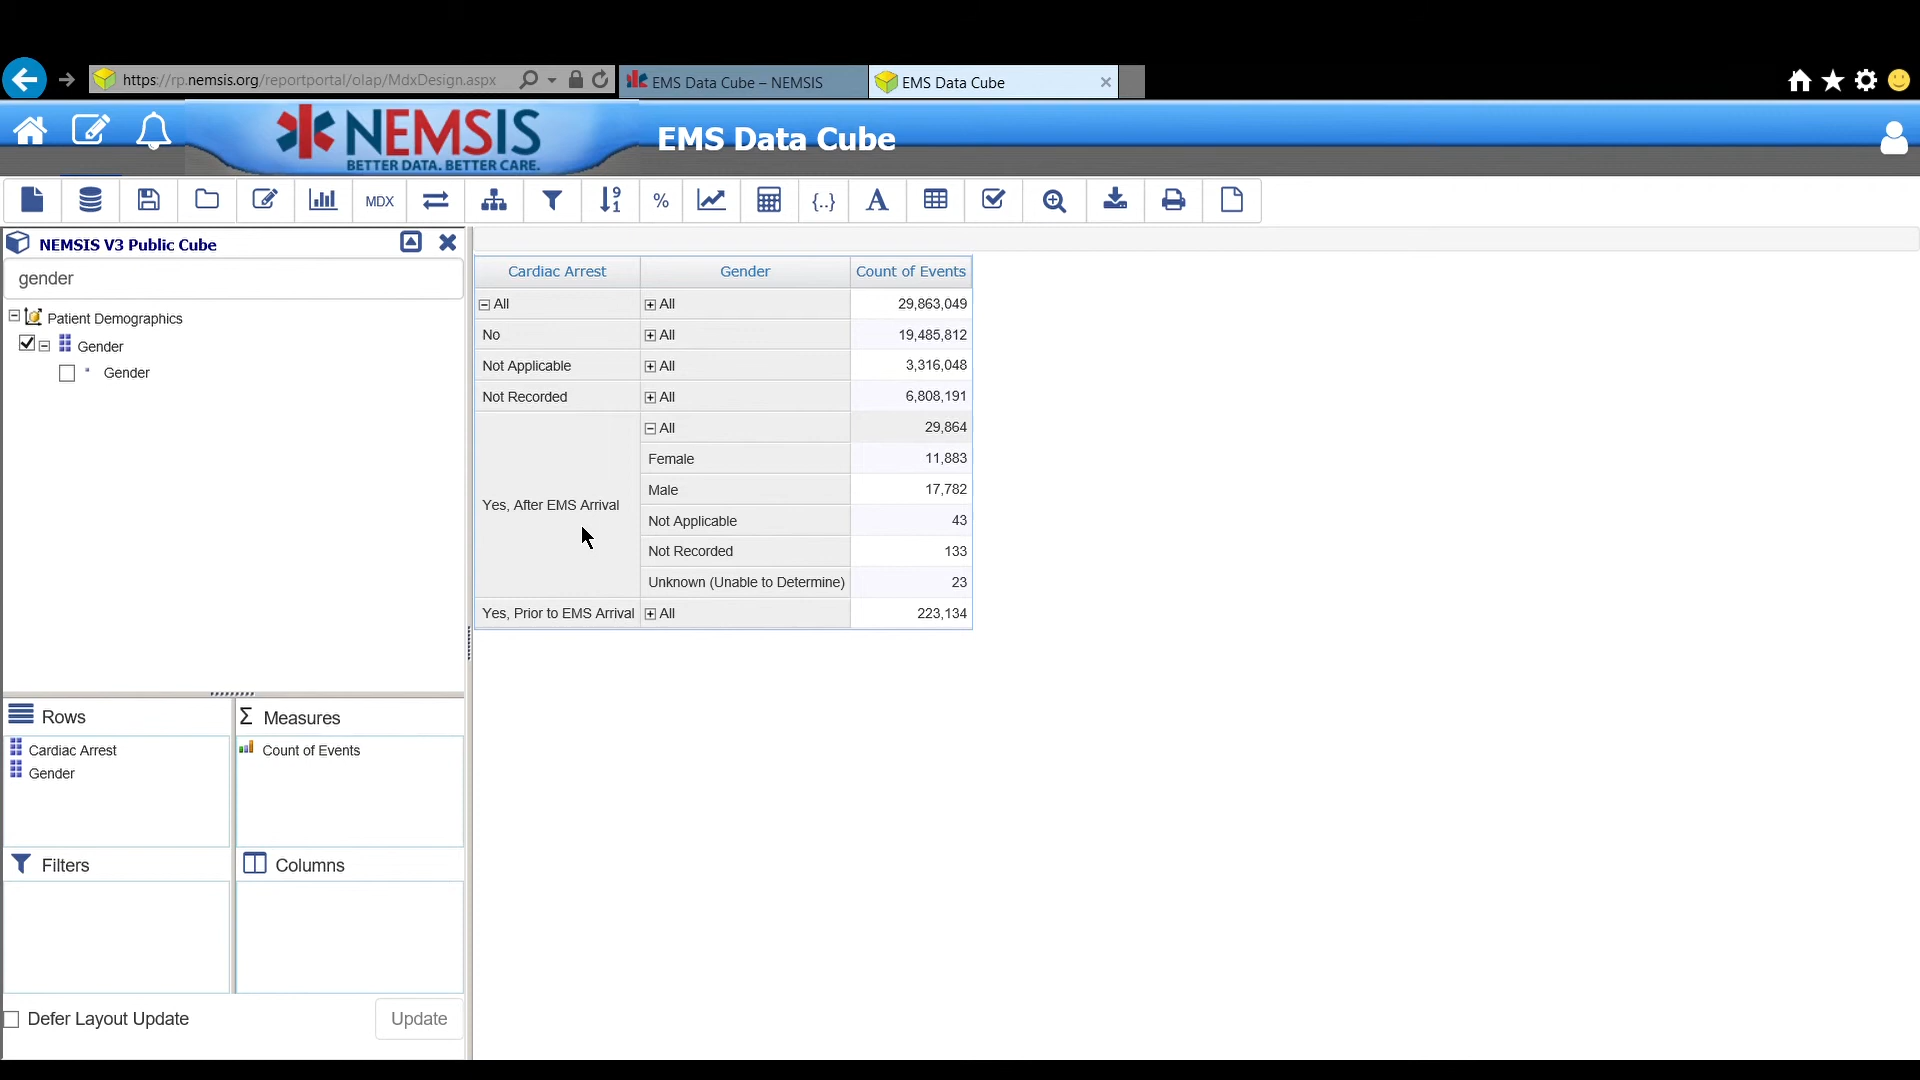 https://rp.nemsis.org/reportportal/olap/MdxDesign.aspx
EMS Data Cube – NEMSIS
EMS Data Cube
NEMSIS
BETTER DATA. BETTER CARE.
EMS Data Cube
MDX
9
1
%
{..}
A
NEMSIS V3 Public Cube
gender
Patient Demographics
Gender
Gender
Cardiac Arrest Gender Count of Events
All All 29,863,049
No All 19,485,812
Not Applicable All 3,316,048
Not Recorded All 6,808,191
All 29,864
Female 11,883
Male 17,782
Yes, After EMS Arrival
Not Applicable 43
Not Recorded 133
Unknown (Unable to Determine) 23
Yes, Prior to EMS Arrival All 223,134
Rows
Cardiac Arrest
Gender
Σ Measures
Count of Events
Filters
Columns
Defer Layout Update
Update